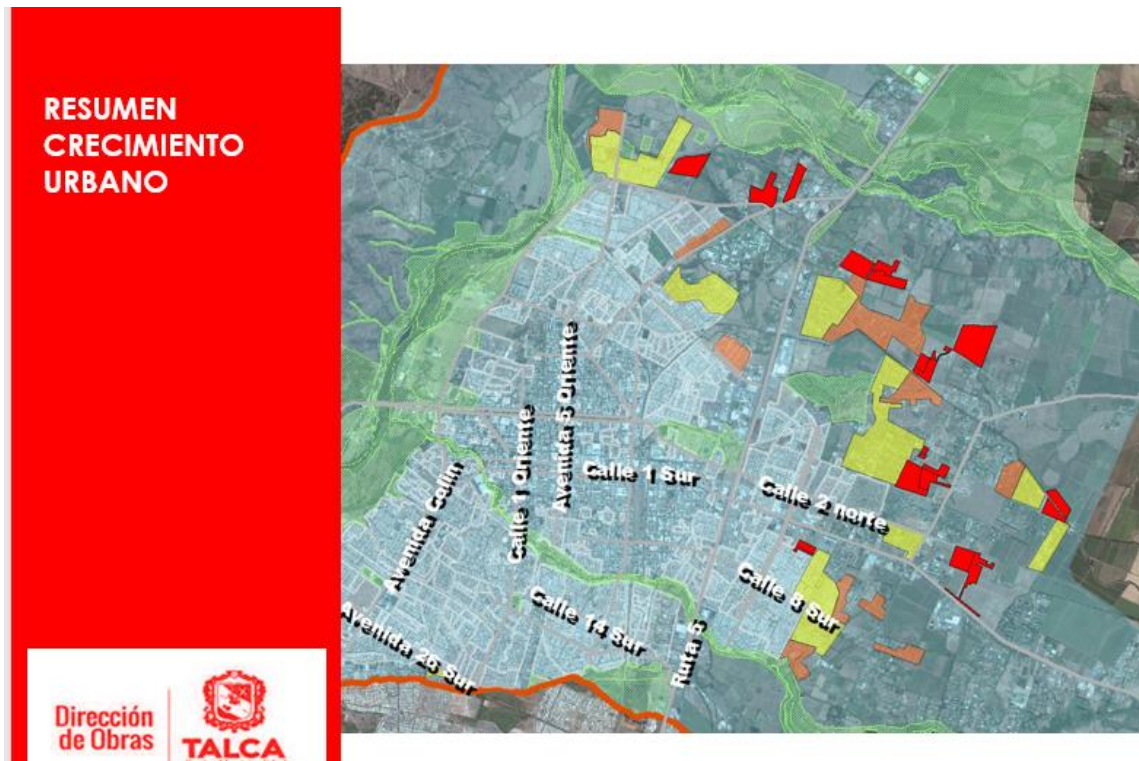 RESUMEN
CRECIMIENTO
URBANO
Avenida 5 Oriente
Calle 1 Oriente
Calle 1 Sur
Avenida Colin
Calle 2 norte
Calle 8 Sur
Calle 14 Sur
Avenida 26 Sur
Ruta 5
Dirección
de Obras
TALCA